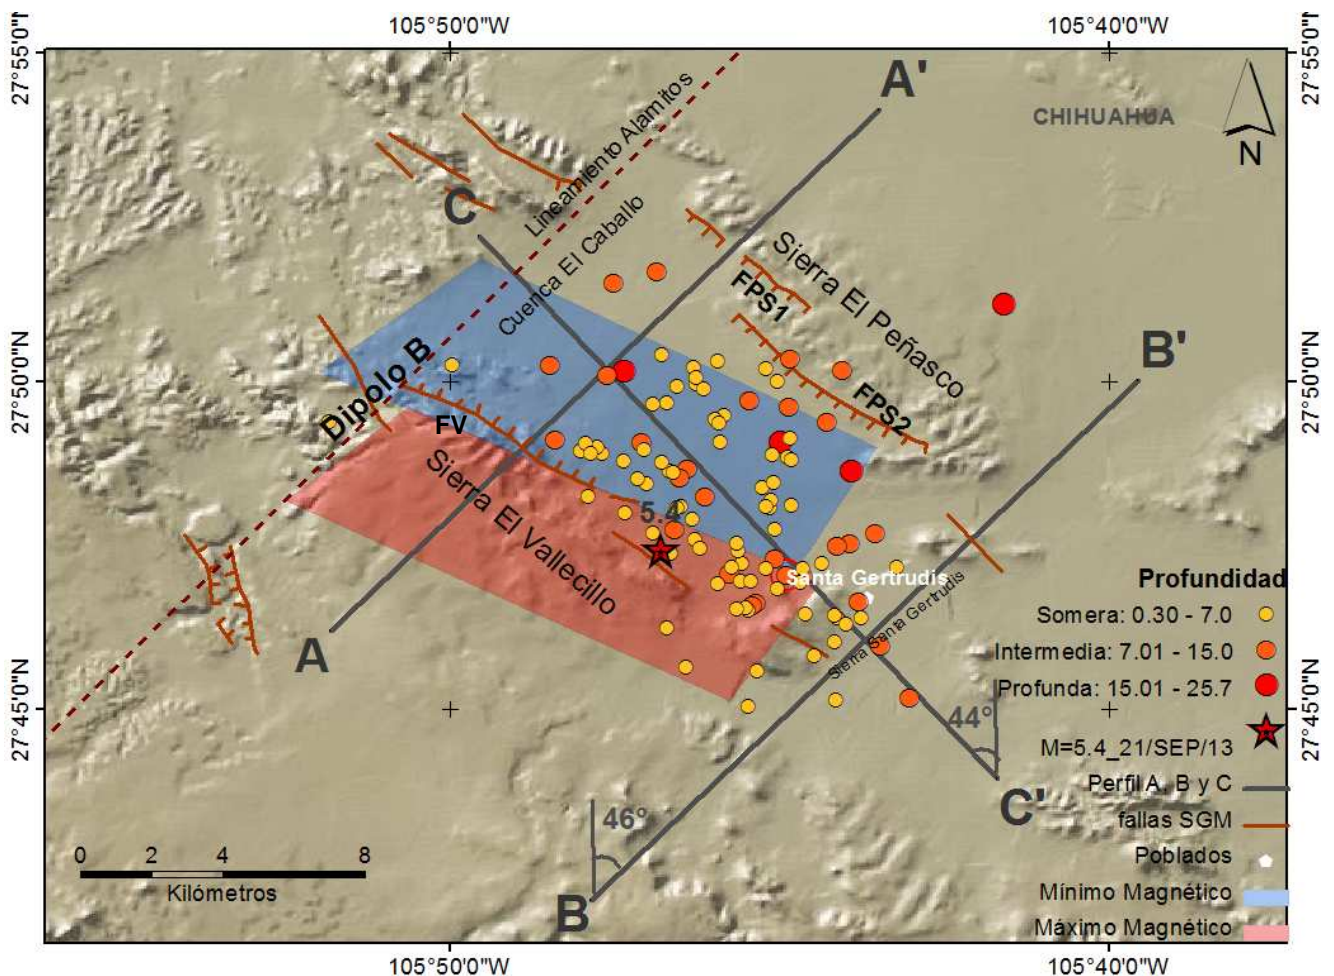 105°50'0"W
105°40'0"W
27°55'0"N
A'
CHIHUAHUA
N
Lineamiento Alamitos
C
Cuenca El Caballo
Sierra El Peñasco
FPS1
B'
27°50'0"N
27°50'0"N
Dipolo B
FPS2
FV
Sierra El Vallecillo
5.4
Santa Gertrudis
Sierra Santa Gertrudis
A
Profundidad
Somera: 0.30 - 7.0
Intermedia: 7.01 - 15.0
Profunda: 15.01 - 25.7
27°45'0"N
27°45'0"N
44°
M=5.4_21/SEP/13
Perfil A, B y C
C'
46°
fallas SGM
Poblados
0 2 4 8
Kilómetros
Mínimo Magnético
B
Máximo Magnético
105°50'0"W
105°40'0"W